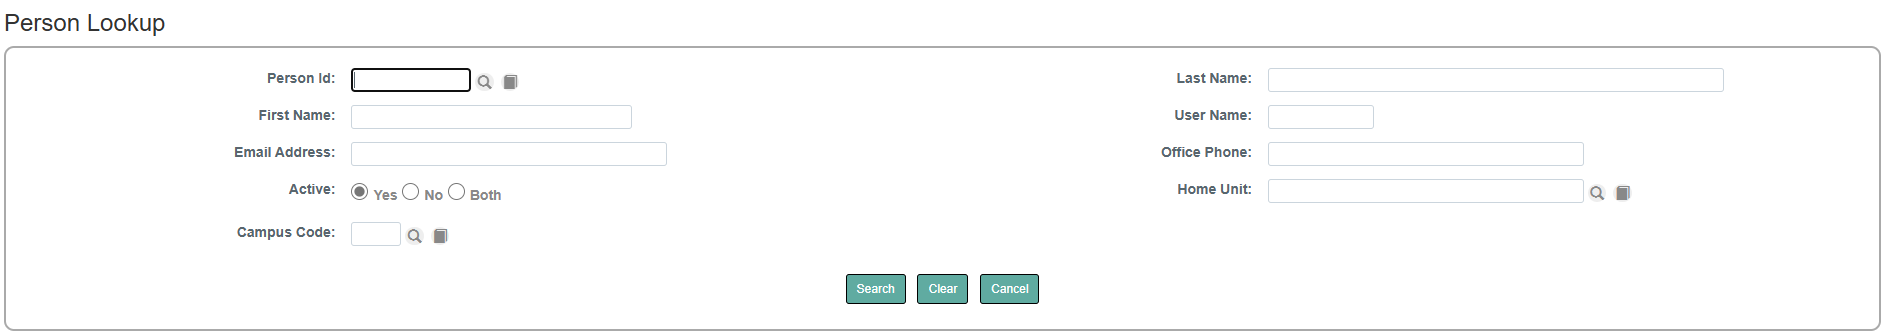 Person Lookup
Person Id: Last Name:
First Name: User Name:
Email Address: Office Phone:
Active: Yes No Both Home Unit:
Campus Code:
Search Clear Cancel